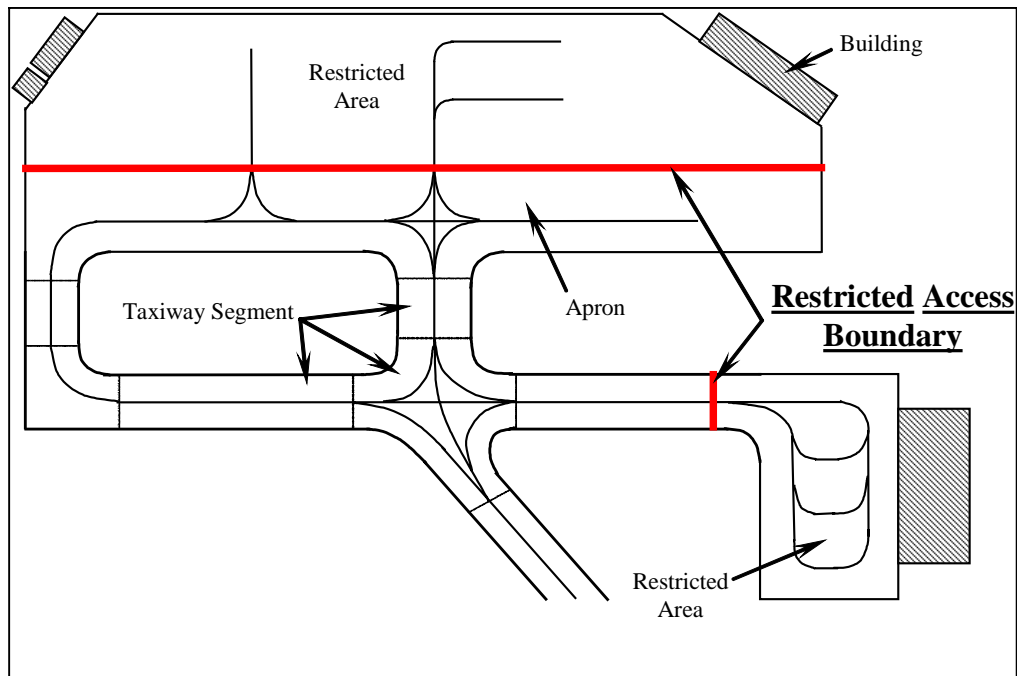 Building
Restricted
Area
Taxiway Segment
Apron
Restricted Access
Boundary
Restricted
Area